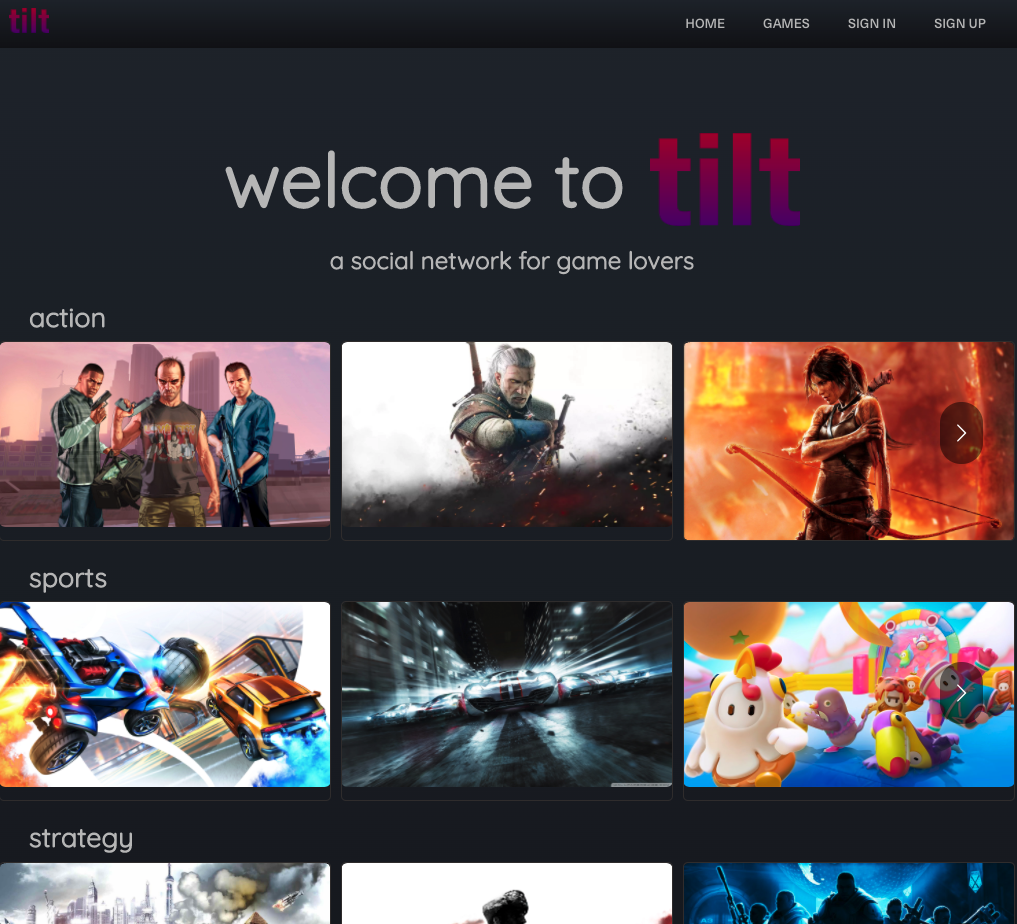 tilt
HOME GAMES SIGN IN SIGN UP
welcome to tilt
a social network for game lovers
action
sports
strategy